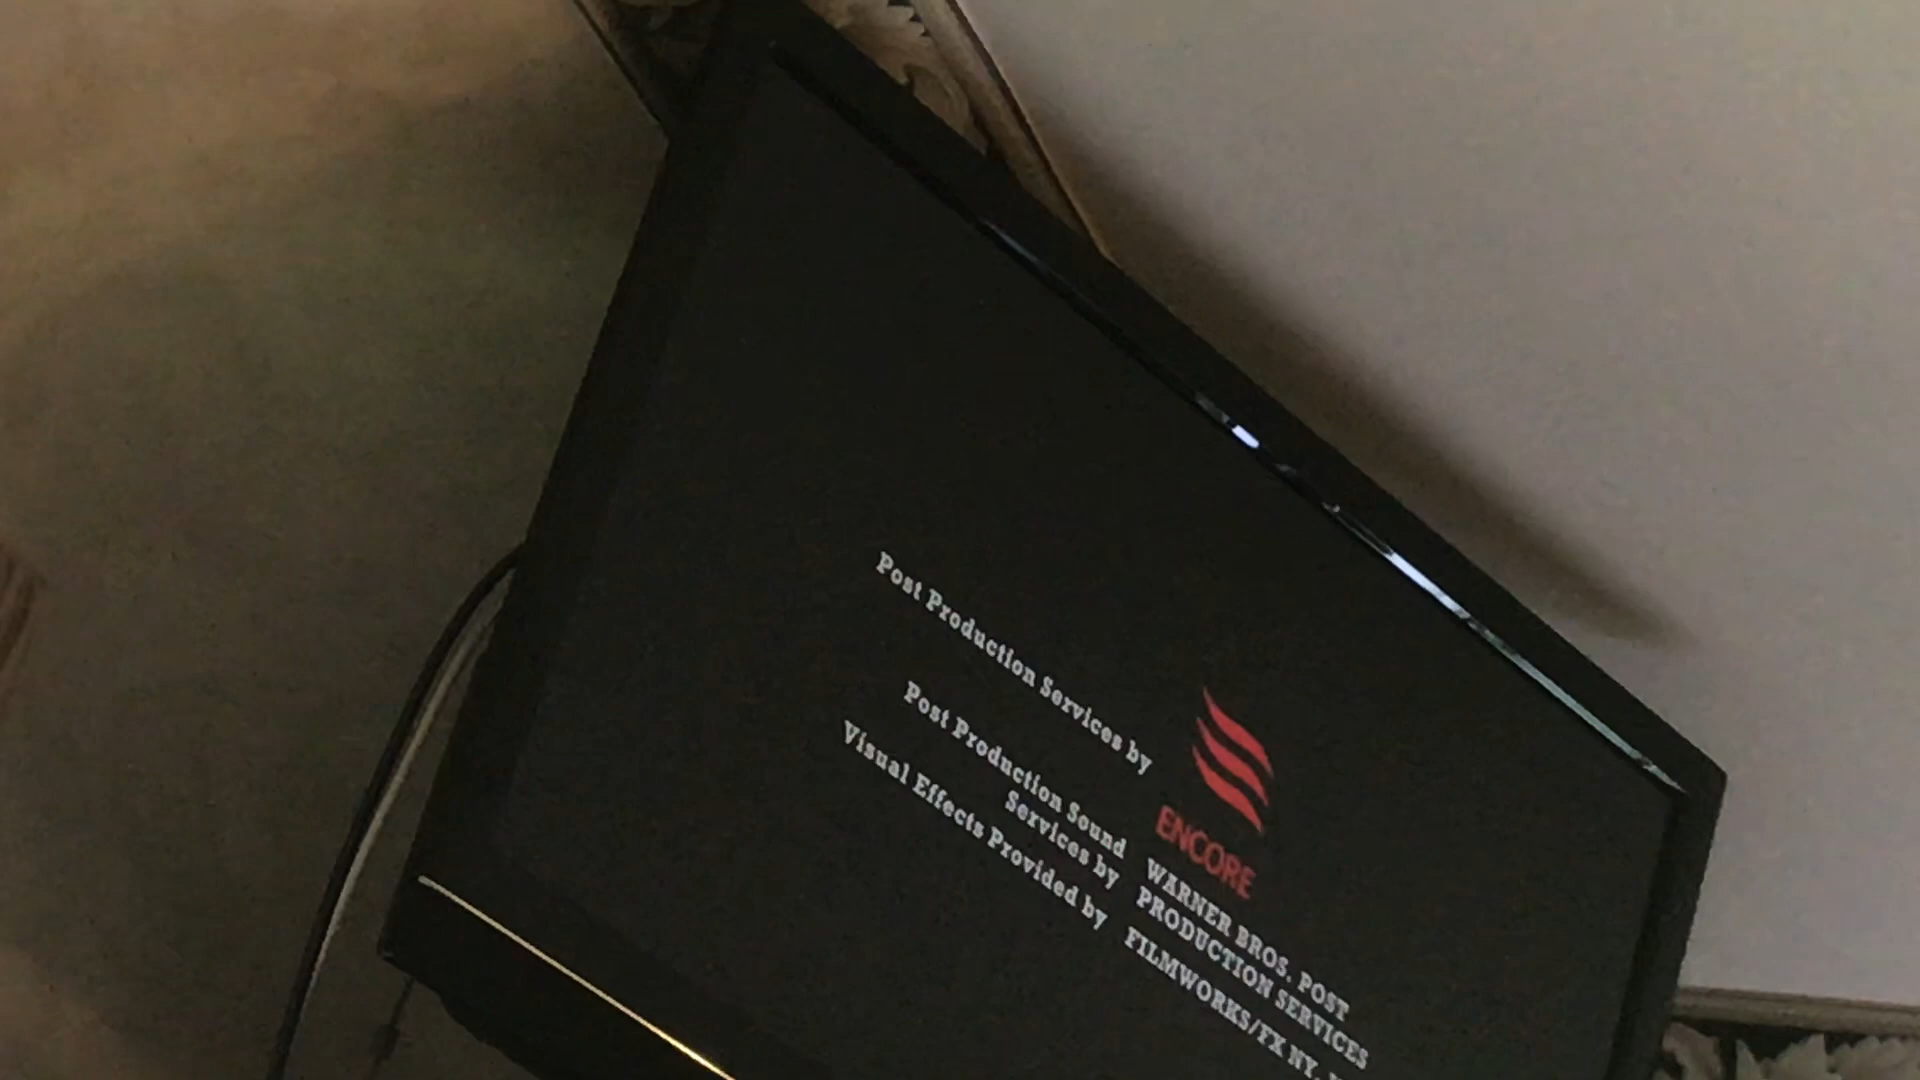 Post Production Services by
ENCORE
Post Production Sound
Services by
WARNER BROS. POST
PRODUCTION SERVICES
Visual Effects Provided by
FILMWORKS/FX NY,